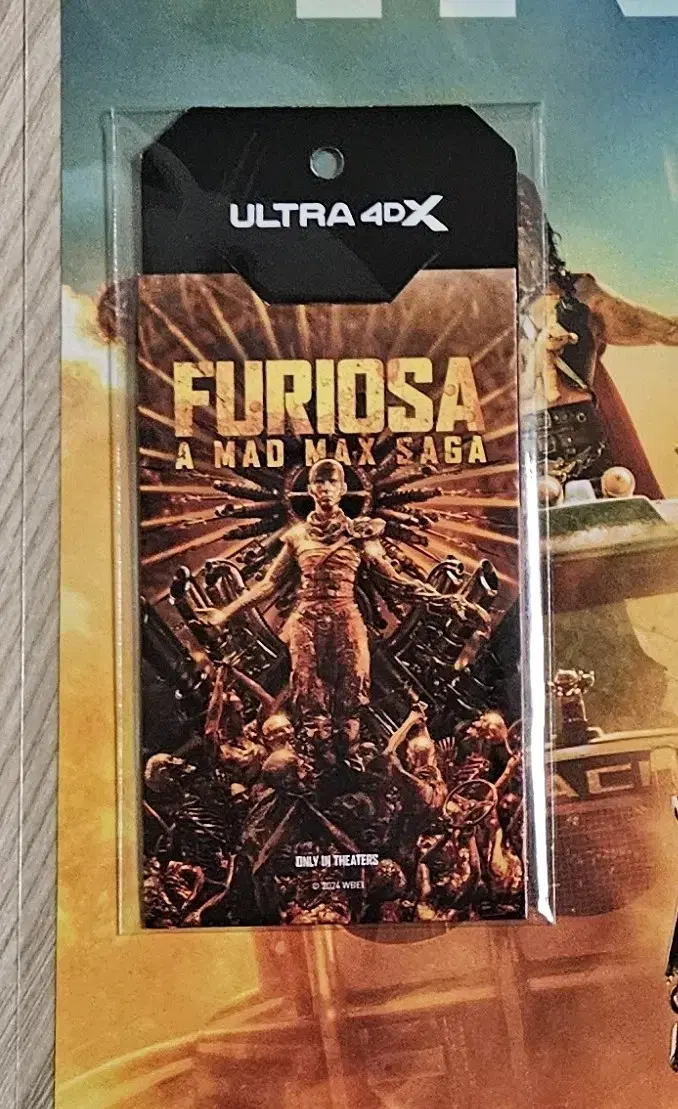 ULTRA 4DX
FURIOSA
A MAD MAX SAGA
ONLY IN THEATERS
© 2024 WBEI